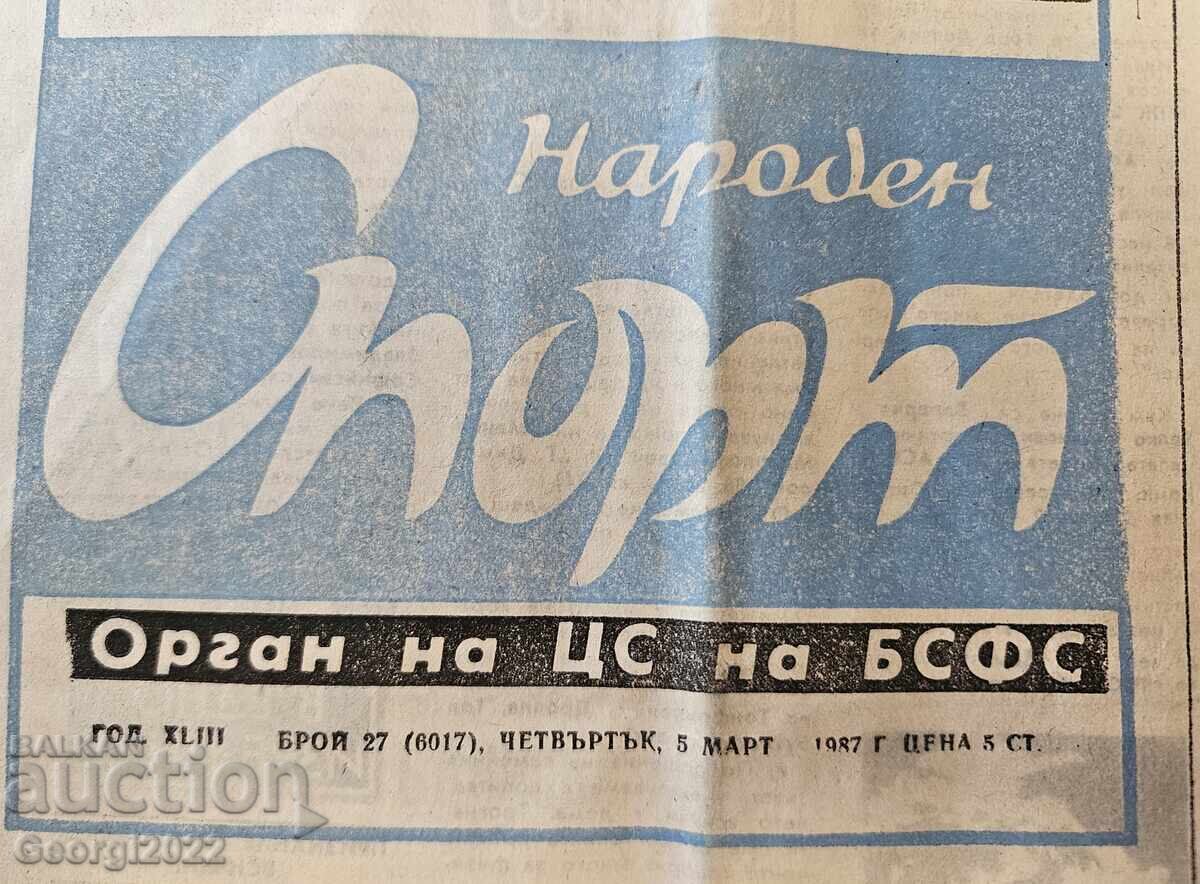 Народен
Спорт
Орган на ЦС на БСФС
ГОД. XLIII БРОЙ 27 (6017), ЧЕТВЪРТЪК, 5 МАРТ 1987 Г ЦЕНА 5 СТ.
BALKAN
auction
Georgi2022